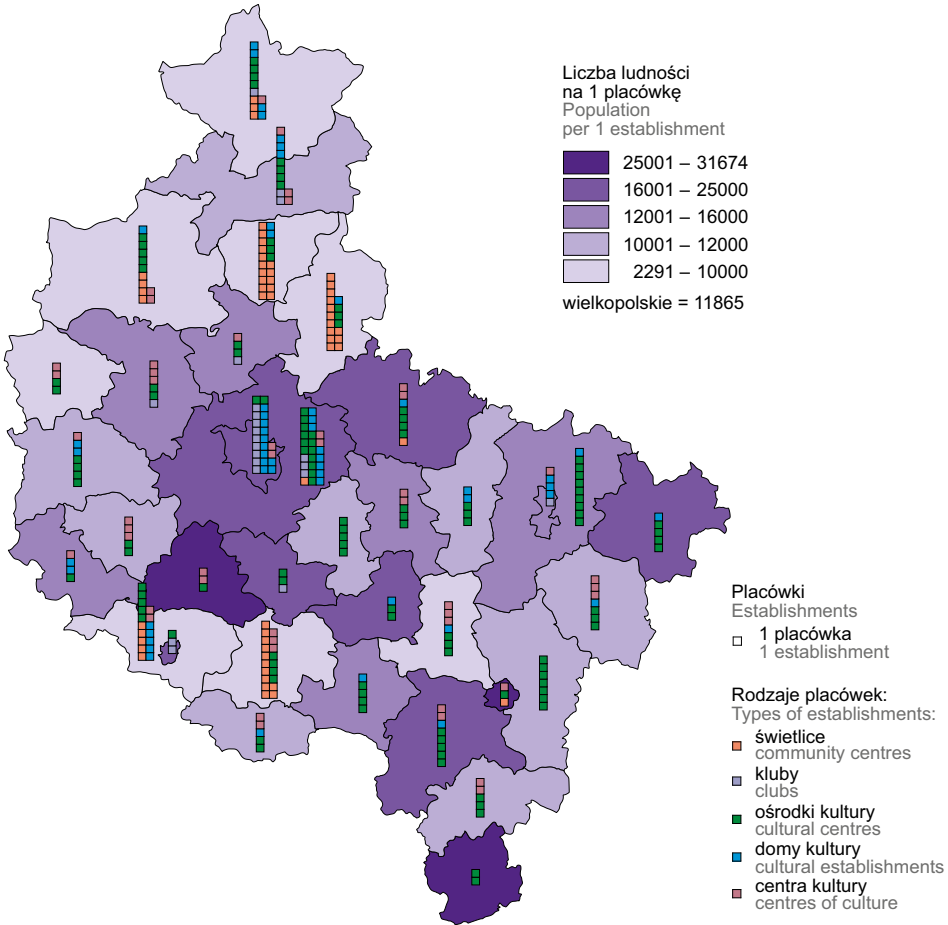 Liczba ludności
na 1 placówkę
Population
per 1 establishment
25001 – 31674
16001 – 25000
12001 – 16000
10001 – 12000
2291 – 10000
wielkopolskie = 11865
Placówki
Establishments
1 placówka
1 establishment
Rodzaje placówek:
Types of establishments:
świetlice
community centres
kluby
clubs
ośrodki kultury
cultural centres
domy kultury
cultural establishments
centra kultury
centres of culture